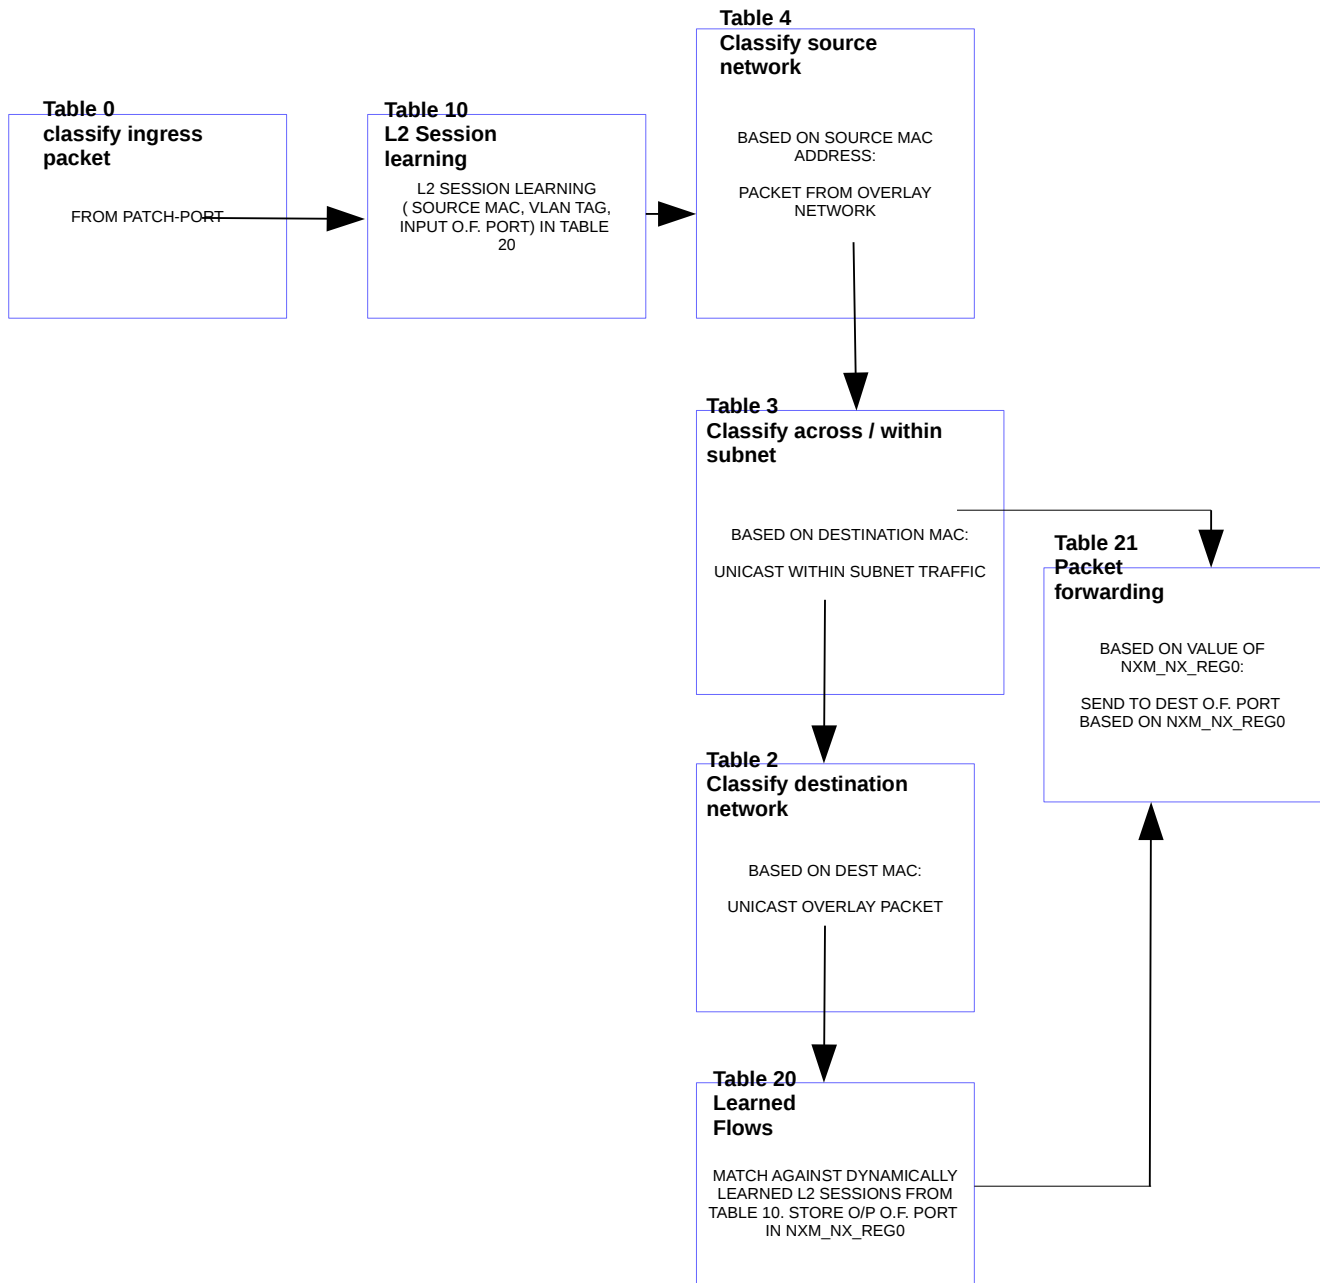 Table 0
classify ingress
packet
FROM PATCH-PORT
Table 10
L2 Session
learning
L2 SESSION LEARNING
( SOURCE MAC, VLAN TAG,
INPUT O.F. PORT) IN TABLE
20
Table 4
Classify source
network
BASED ON SOURCE MAC
ADDRESS:
PACKET FROM OVERLAY
NETWORK
Table 3
Classify across / within
subnet
BASED ON DESTINATION MAC:
UNICAST WITHIN SUBNET TRAFFIC
Table 21
Packet
forwarding
BASED ON VALUE OF
NXM_NX_REG0:
SEND TO DEST O.F. PORT
BASED ON NXM_NX_REG0
Table 2
Classify destination
network
BASED ON DEST MAC:
UNICAST OVERLAY PACKET
Table 20
Learned
Flows
MATCH AGAINST DYNAMICALLY
LEARNED L2 SESSIONS FROM
TABLE 10. STORE O/P O.F. PORT
IN NXM_NX_REG0